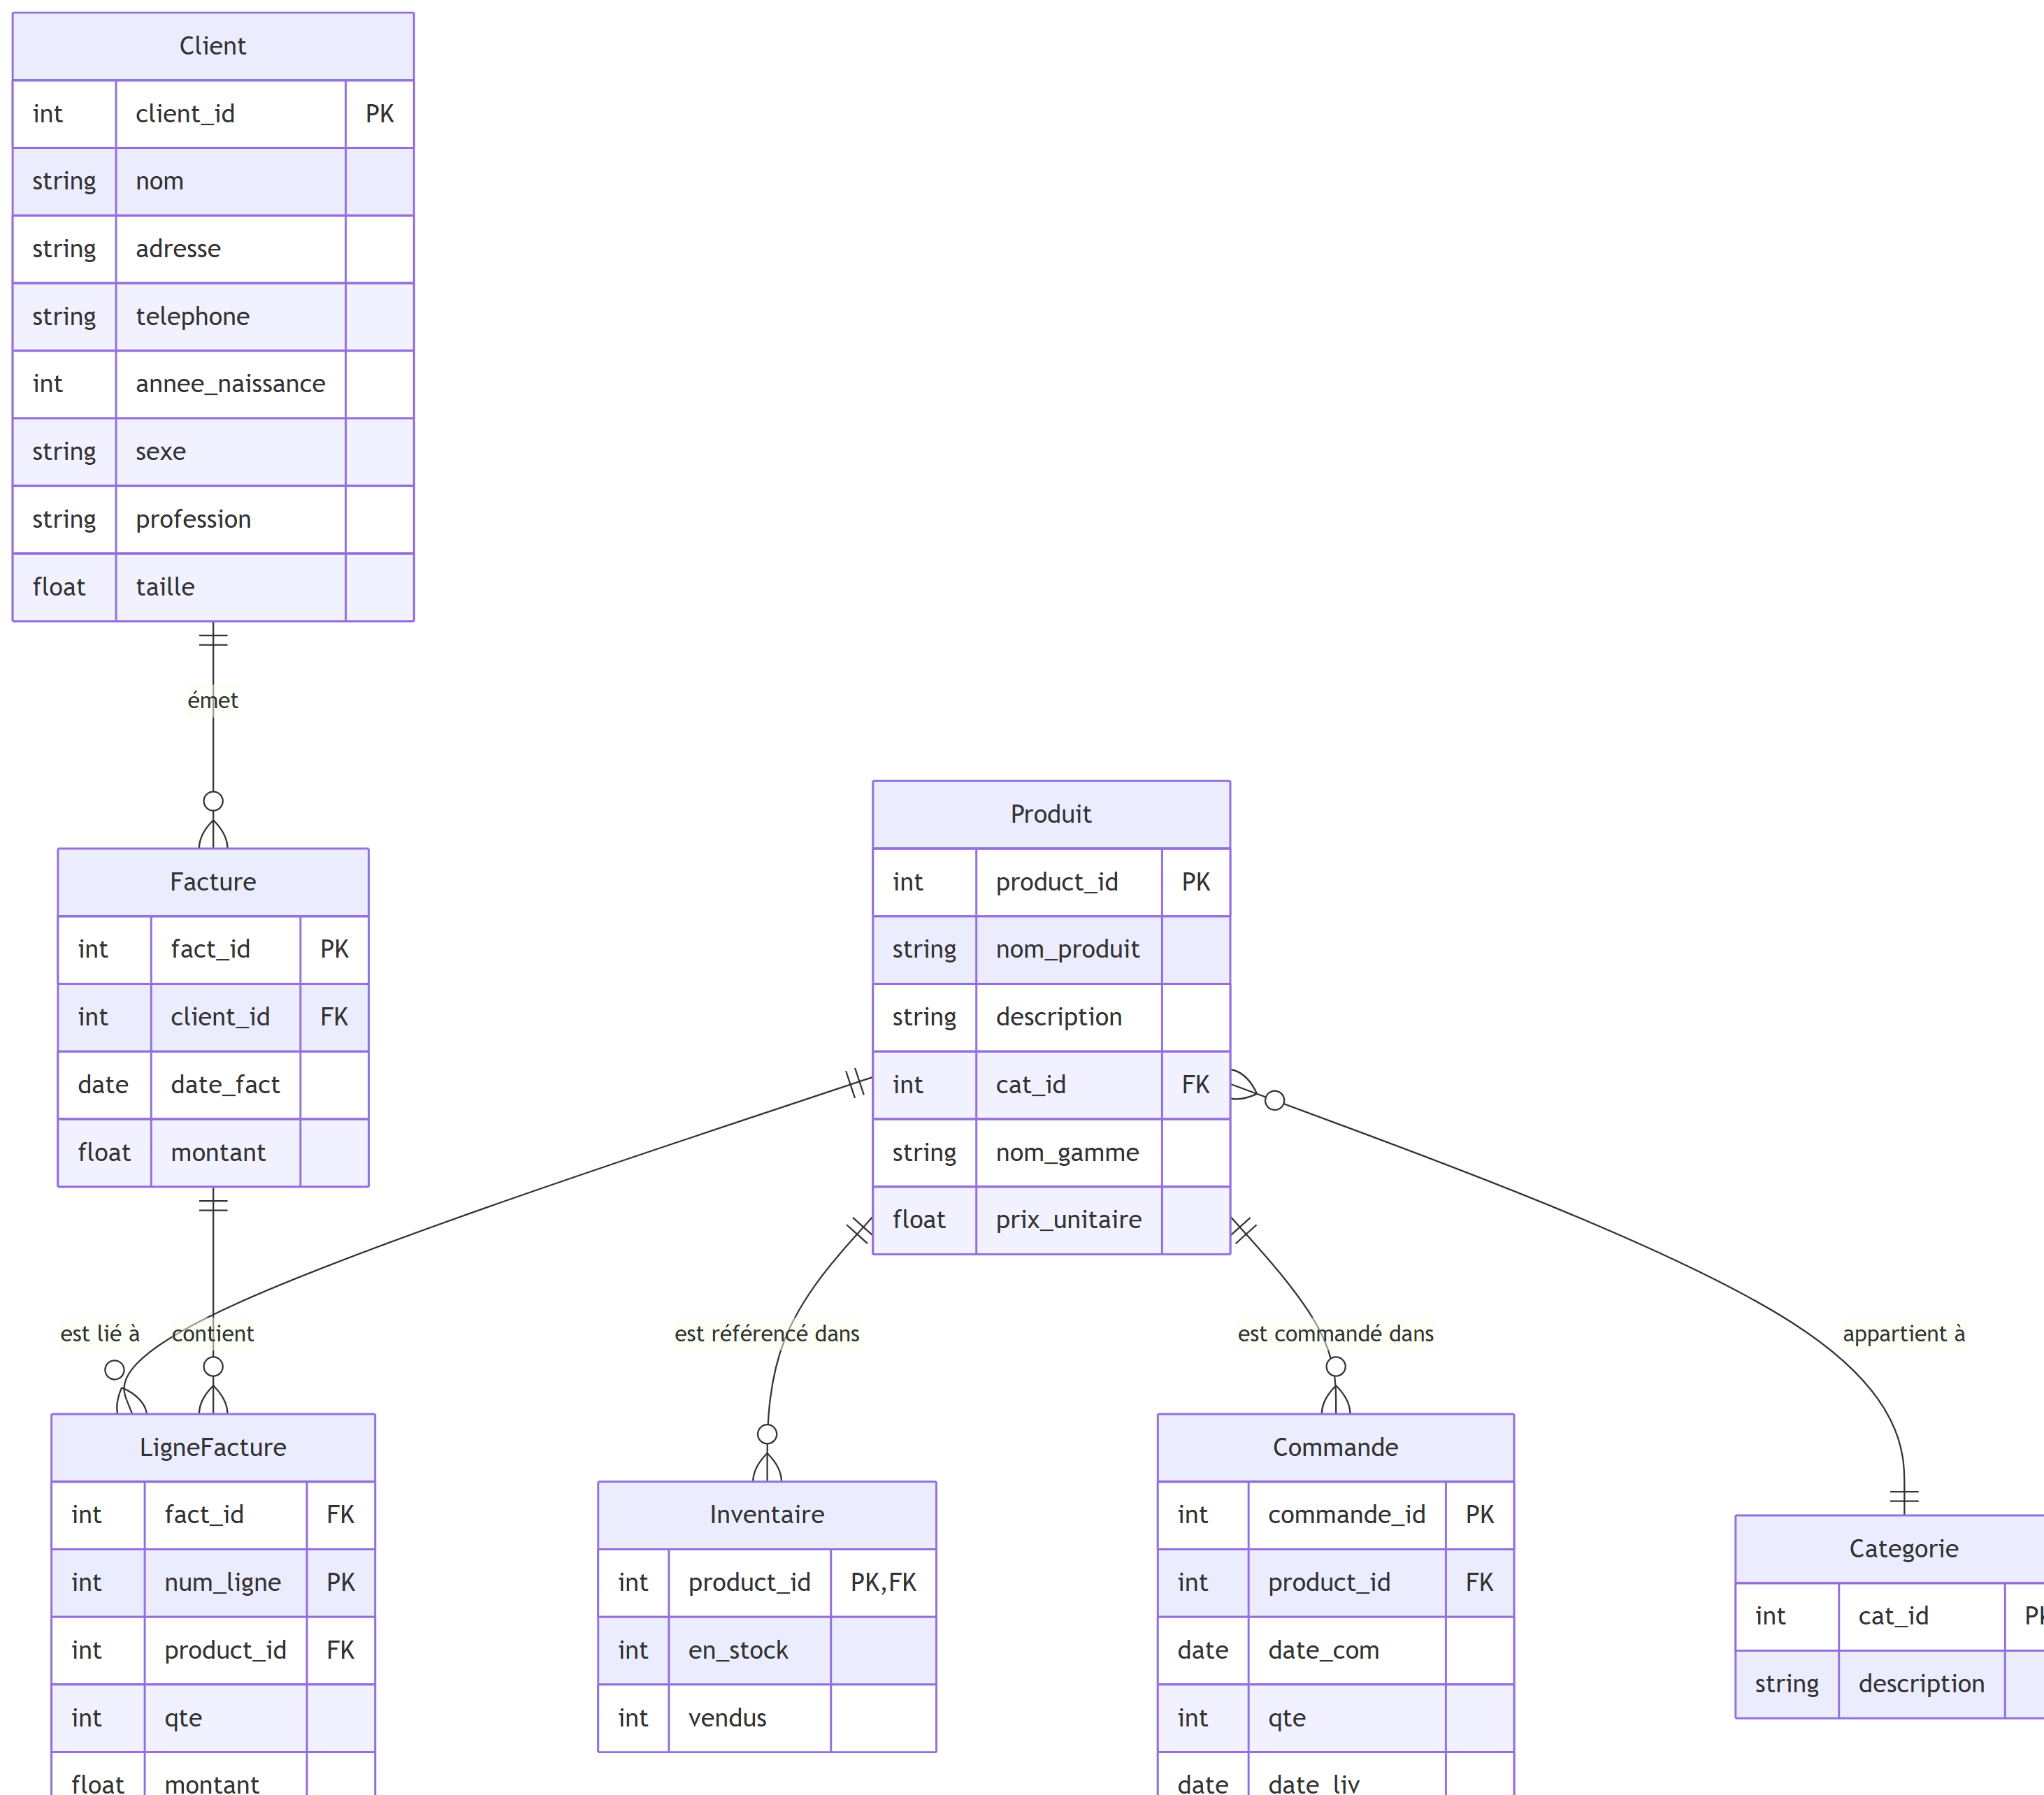 Client
int client_id PK
string nom
string adresse
string telephone
int annee_naissance
string sexe
string profession
float taille
émet
Facture
int fact_id PK
int client_id FK
date date_fact
float montant
Produit
int product_id PK
string nom_produit
string description
int cat_id FK
string nom_gamme
float prix_unitaire
est lié à
contient
est référencé dans
est commandé dans
appartient à
LigneFacture
int fact_id FK
int num_ligne PK
int product_id FK
int qte
float montant
Inventaire
int product_id PK,FK
int en_stock
int vendus
Commande
int commande_id PK
int product_id FK
date date_com
int qte
date date_liv
Categorie
int cat_id PK
string description